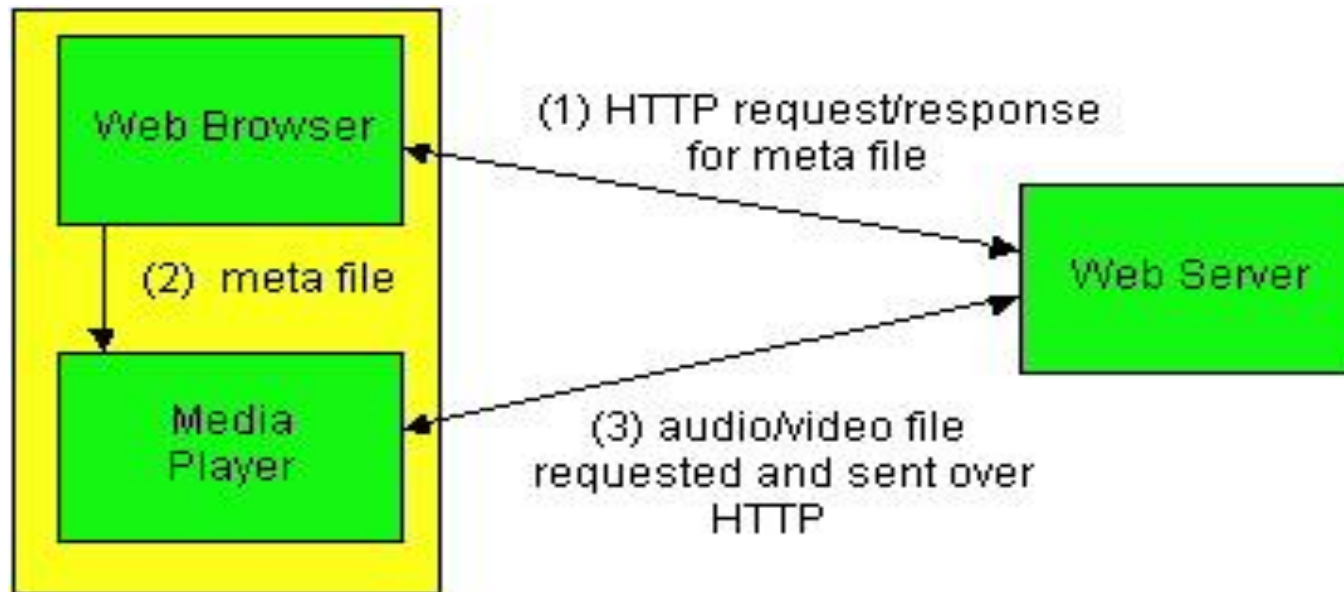 Web Browser
(1) HTTP request/response
for meta file
Web Server
(2) meta file
Media
Player
(3) audio/video file
requested and sent over
HTTP